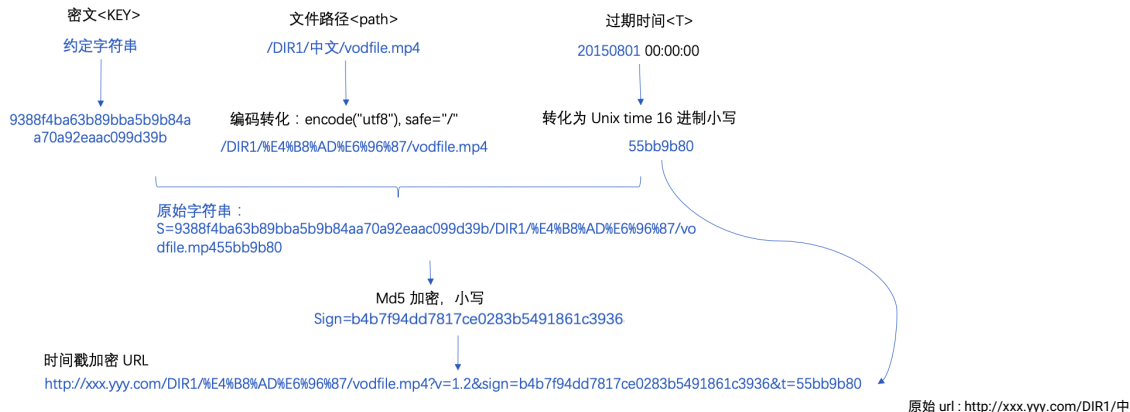 密文<KEY>
文件路径<path>
过期时间<T>
约定字符串
/DIR1/中文/vodfile.mp4
20150801 00:00:00
9388f4ba63b89bba5b9b84a
a70a92eaac099d39b
编码转化：encode("utf8"), safe="/"
/DIR1/%E4%B8%AD%E6%96%87/vodfile.mp4
转化为 Unix time 16 进制小写
55bb9b80
原始字符串：
S=9388f4ba63b89bba5b9b84aa70a92eaac099d39b/DIR1/%E4%B8%AD%E6%96%87/vo
dfile.mp455bb9b80
Md5 加密，小写
Sign=b4b7f94dd7817ce0283b5491861c3936
时间戳加密 URL
http://xxx.yyy.com/DIR1/%E4%B8%AD%E6%96%87/vodfile.mp4?v=1.2&sign=b4b7f94dd7817ce0283b5491861c3936&t=55bb9b80
原始 url : http://xxx.yyy.com/DIR1/中